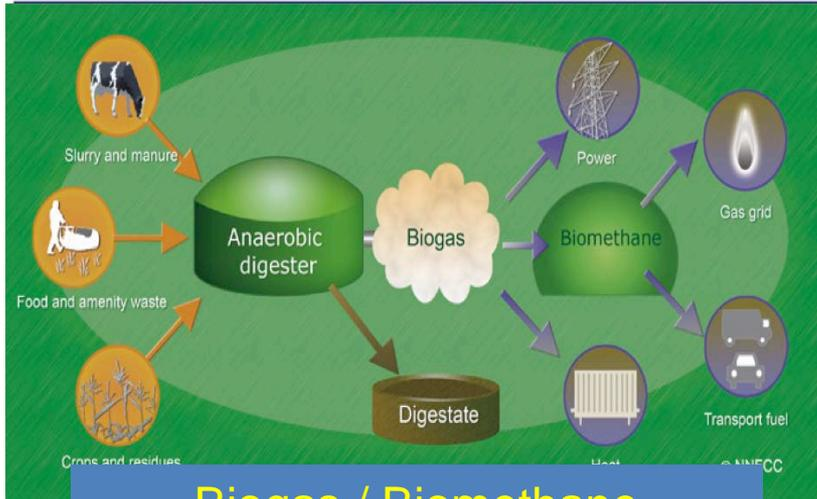 Slurry and manure
Food and amenity waste
Crops and residues
Anaerobic
digester
Biogas
Digestate
Power
Biomethane
Heat
Gas grid
Transport fuel
© NNFCC
Biogas / Biomethane